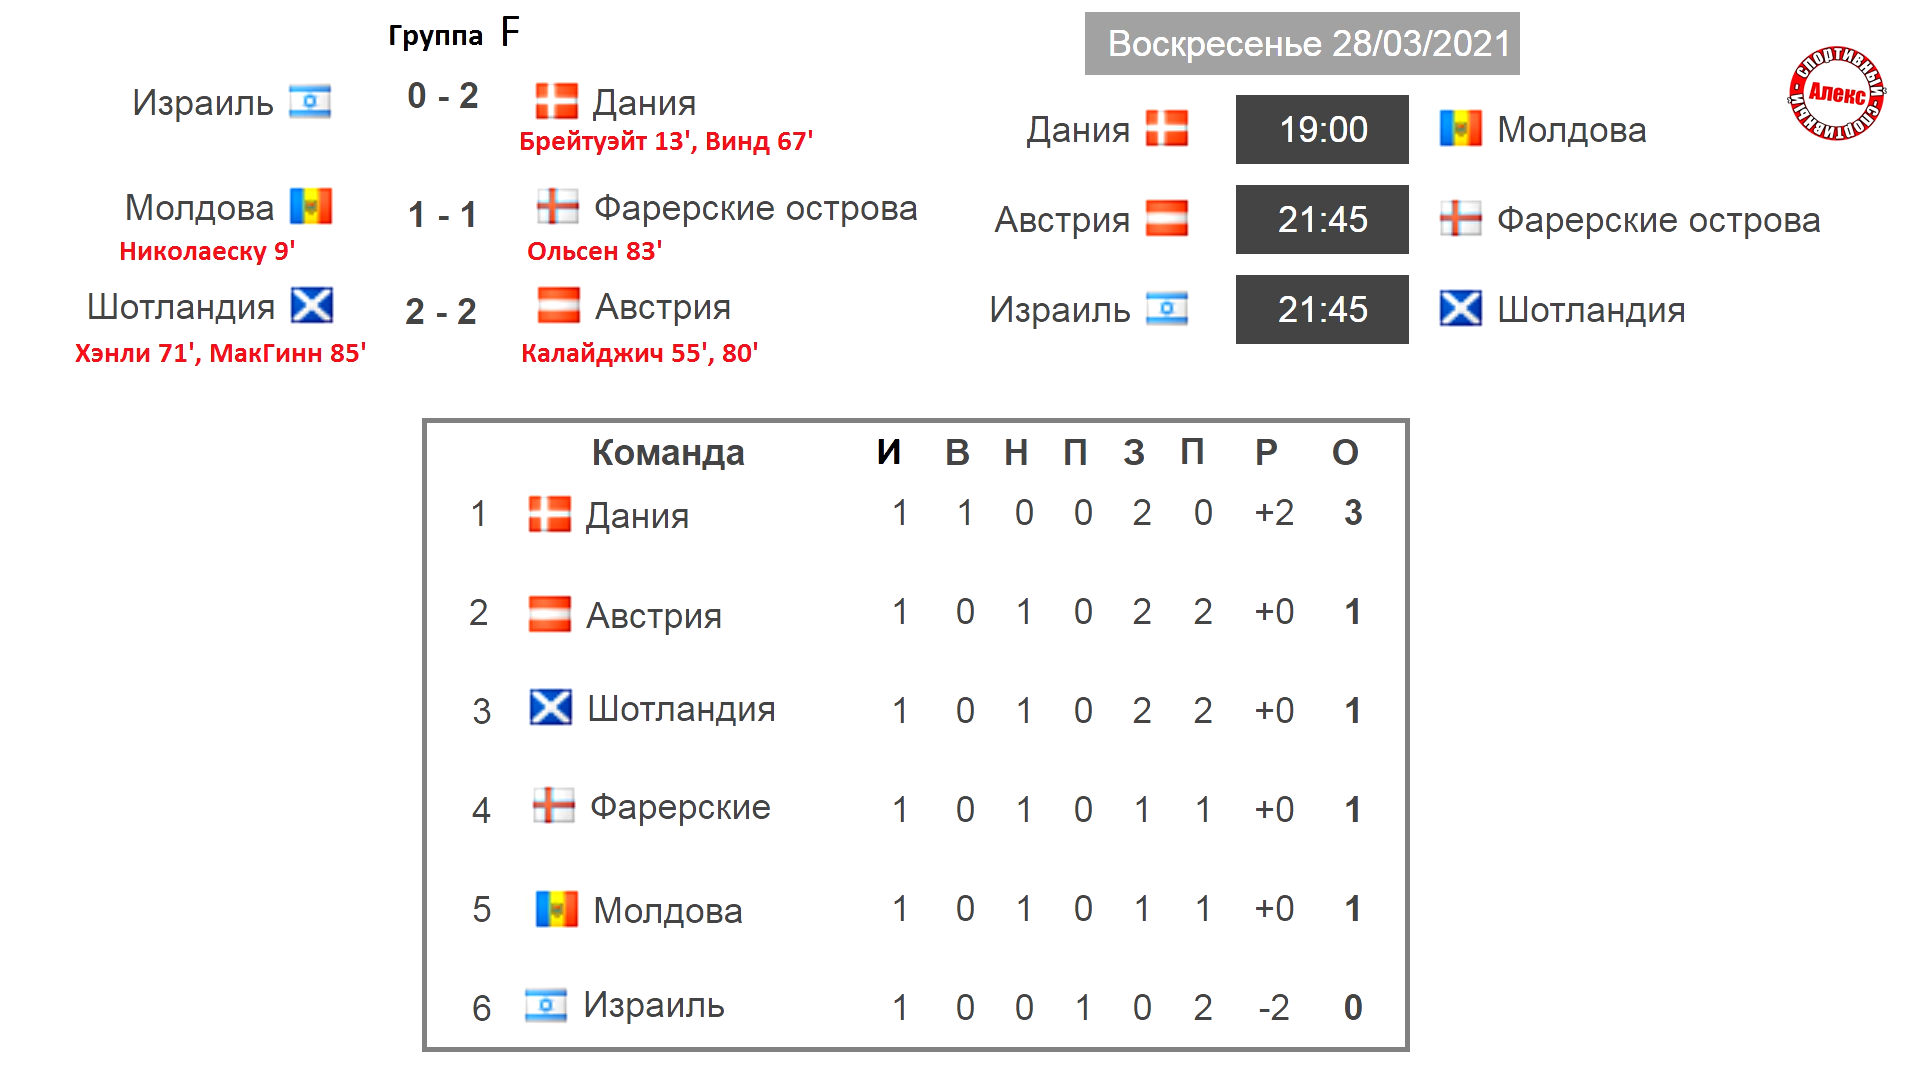 Группа F
Израиль 0 - 2 Дания
Брейтуэйт 13', Винд 67'
Молдова 1 - 1 Фарерские острова
Николаеску 9' Ольсен 83'
Шотландия 2 - 2 Австрия
Хэнли 71', МакГинн 85' Калайджич 55', 80'
Воскресенье 28/03/2021
Дания 19:00 Молдова
Австрия 21:45 Фарерские острова
Израиль 21:45 Шотландия
СПОРТИВНЫЙ
Алекс
СПОРТИВНЫЙ
Команда И В Н П З П Р О
1 Дания 1 1 0 0 2 0 +2 3
2 Австрия 1 0 1 0 2 2 +0 1
3 Шотландия 1 0 1 0 2 2 +0 1
4 Фарерские 1 0 1 0 1 1 +0 1
5 Молдова 1 0 1 0 1 1 +0 1
6 Израиль 1 0 0 1 0 2 -2 0